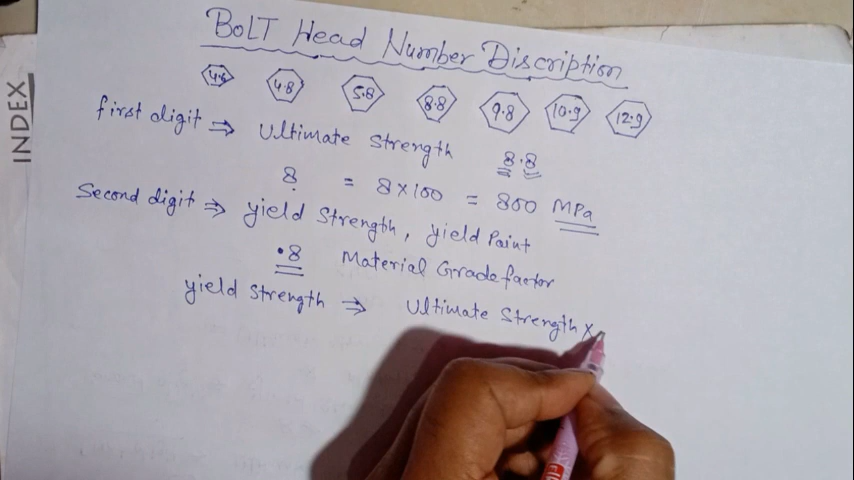 INDEX
BoLT Head Number Discription
4.6 4.8 5.8 8.8 9.8 10.9 12.9
first digit ⇒ Ultimate Strength 8.8
8 = 8×100 = 800 MPa
Second digit ⇒ yield Strength, yield Point
.8 Material Grade factor
yield Strength ⇒ Ultimate Strength ×